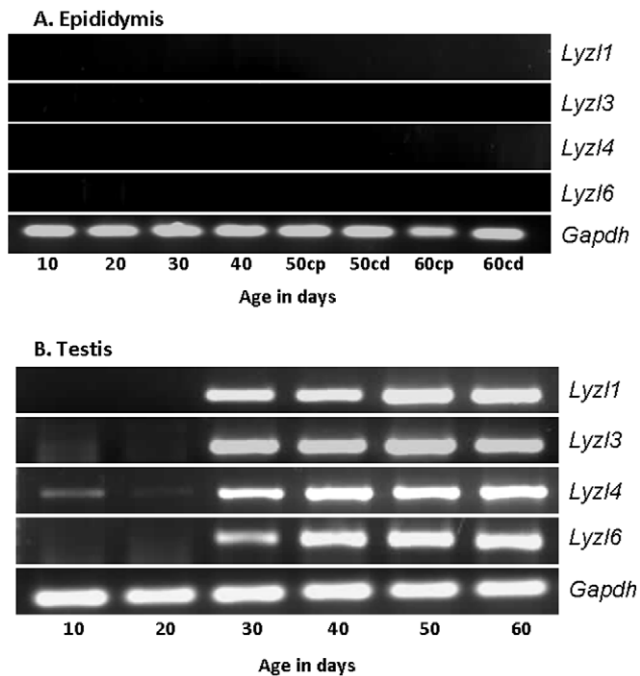 A. Epididymis
Lyzl1
Lyzl3
Lyzl4
Lyzl6
Gapdh
10 20 30 40 50cp 50cd 60cp 60cd
Age in days
B. Testis
Lyzl1
Lyzl3
Lyzl4
Lyzl6
Gapdh
10 20 30 40 50 60
Age in days